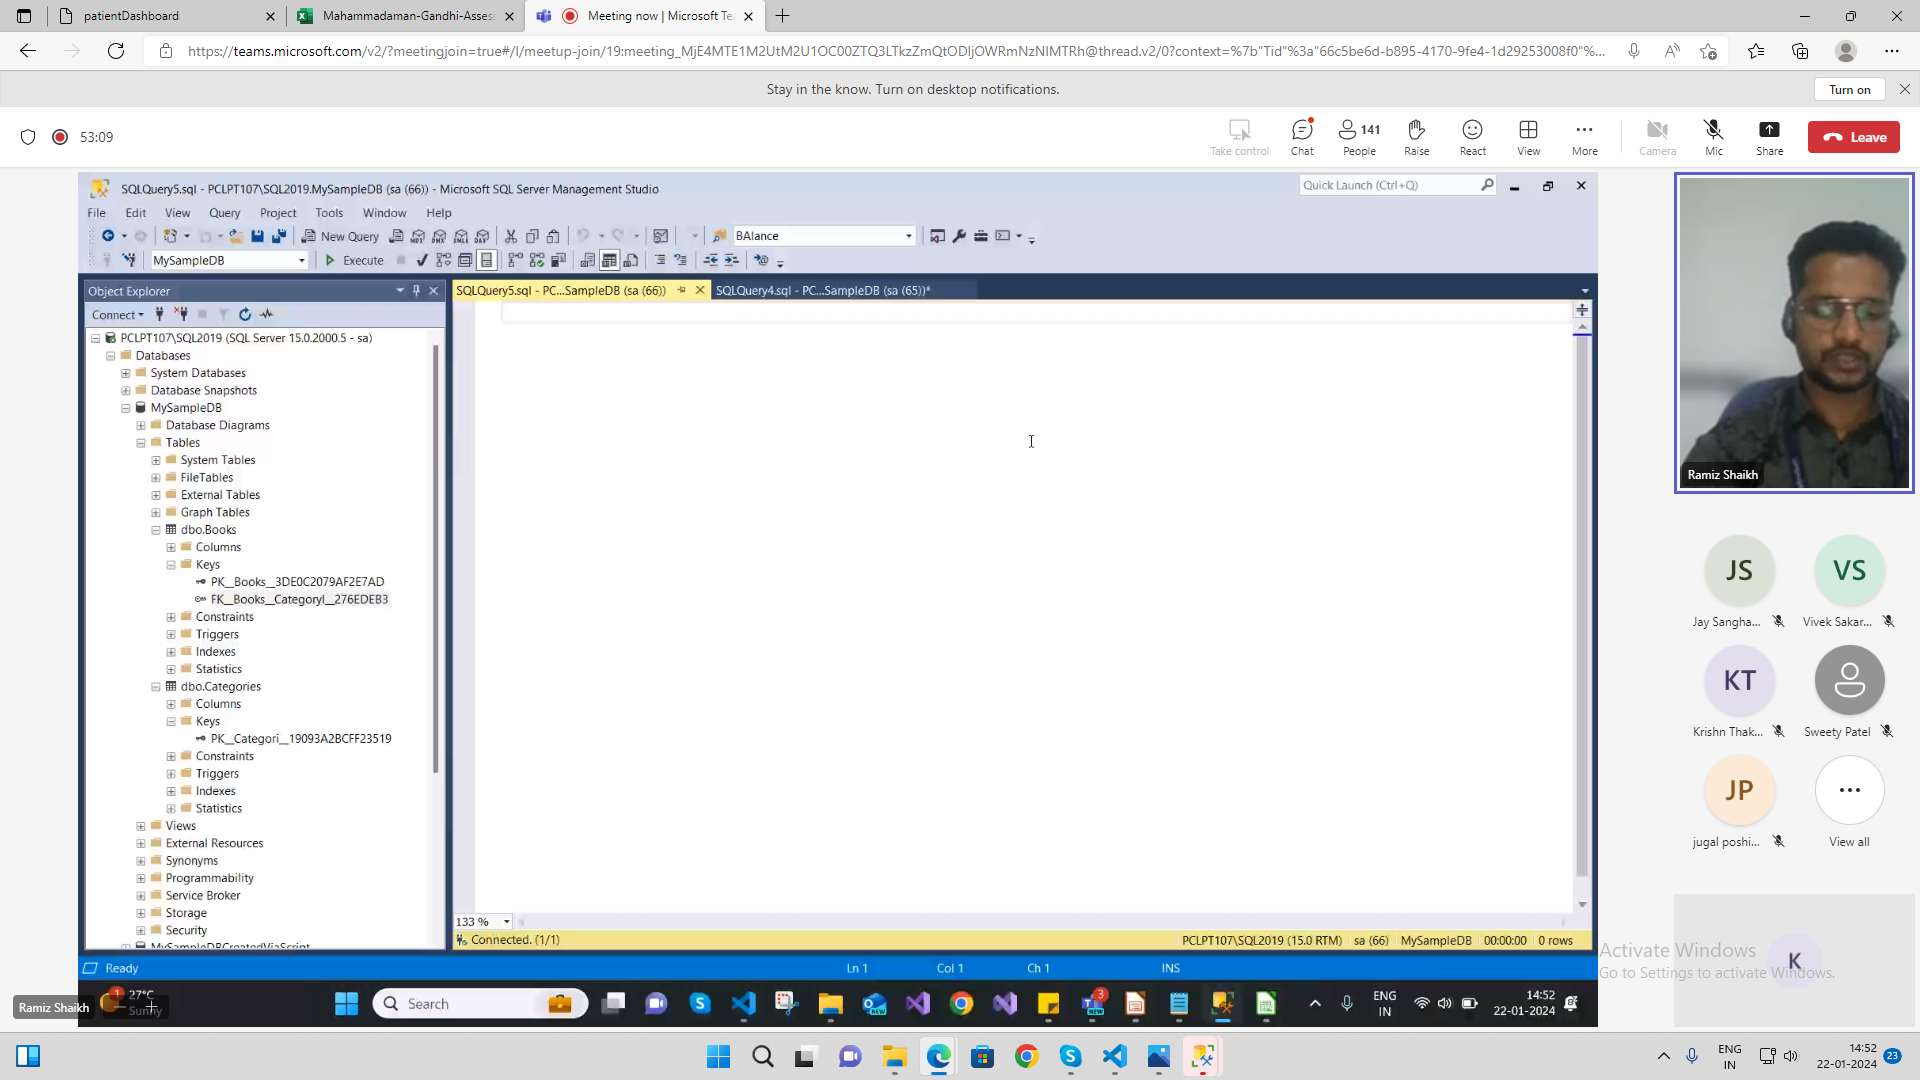 patientDashboard
Mahammadaman-Gandhi-Asses
Meeting now | Microsoft Te
https://teams.microsoft.com/v2/?meetingjoin=true#/l/meetup-join/19:meeting_MjE4MTE1M2UtM2U1OC00ZTQ3LTkzZmQtODljOWRmNzNlMTRh@thread.v2/0?context=%7b"Tid"%3a"66c5be6d-b895-4170-9fe4-1d29253008f0"%...
Stay in the know. Turn on desktop notifications.
Turn on
53:09
Take control
Chat
141
People
Raise
React
View
More
Camera
Mic
Share
Leave
SQLQuery5.sql - PCLPT107\SQL2019.MySampleDB (sa (66)) - Microsoft SQL Server Management Studio
Quick Launch (Ctrl+Q)
File Edit View Query Project Tools Window Help
New Query
BAlance
MySampleDB
Execute
Object Explorer
SQLQuery5.sql - PC...SampleDB (sa (66))
SQLQuery4.sql - PC...SampleDB (sa (65))*
Connect
PCLPT107\SQL2019 (SQL Server 15.0.2000.5 - sa)
Databases
System Databases
Database Snapshots
MySampleDB
Database Diagrams
Tables
System Tables
FileTables
External Tables
Graph Tables
dbo.Books
Columns
Keys
PK__Books__3DE0C2079AF2E7AD
FK__Books__CategoryI__276EDEB3
Constraints
Triggers
Indexes
Statistics
dbo.Categories
Columns
Keys
PK__Categori__19093A2BCFF23519
Constraints
Triggers
Indexes
Statistics
Views
External Resources
Synonyms
Programmability
Service Broker
Storage
Security
MySampleDBCreatedViaScript
133 %
Connected. (1/1)
PCLPT107\SQL2019 (15.0 RTM)
sa (66)
MySampleDB
00:00:00
0 rows
Ready
Ln 1
Col 1
Ch 1
INS
Ramiz Shaikh
1
27°C
Sunny
Search
NEW
3
NEW
ENG
IN
14:52
22-01-2024
Ramiz Shaikh
JS
VS
Jay Sangha...
Vivek Sakar...
KT
Krishn Thak...
Sweety Patel
JP
jugal poshi...
View all
K
Activate Windows
Go to Settings to activate Windows.
ENG
IN
14:52
22-01-2024
23